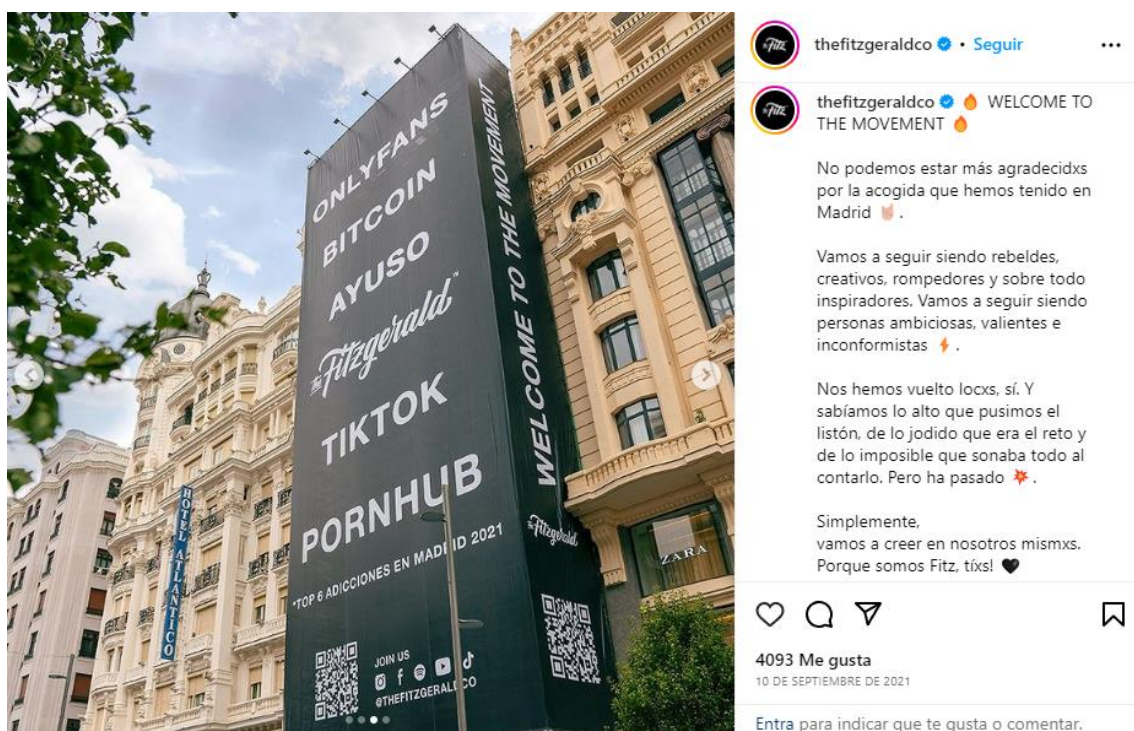 ONLYFANS
BITCOIN
AYUSO
THE Fitzgerald™
TIKTOK
PORNHUB
*TOP 6 ADICCIONES EN MADRID 2021
JOIN US
@THEFITZGERALDCO
WELCOME TO THE MOVEMENT
THE Fitzgerald
HOTEL ATLANTICO
ZARA
THE Fitz
thefitzgeraldco • Seguir
THE Fitz
thefitzgeraldco 🔥 WELCOME TO
THE MOVEMENT 🔥
No podemos estar más agradecidxs
por la acogida que hemos tenido en
Madrid 🤘🏻 .
Vamos a seguir siendo rebeldes,
creativos, rompedores y sobre todo
inspiradores. Vamos a seguir siendo
personas ambiciosas, valientes e
inconformistas ⚡ .
Nos hemos vuelto locxs, sí. Y
sabíamos lo alto que pusimos el
listón, de lo jodido que era el reto y
de lo imposible que sonaba todo al
contarlo. Pero ha pasado 💥 .
Simplemente,
vamos a creer en nosotros mismxs.
Porque somos Fitz, tíxs! 🖤
4093 Me gusta
10 DE SEPTIEMBRE DE 2021
Entra para indicar que te gusta o comentar.